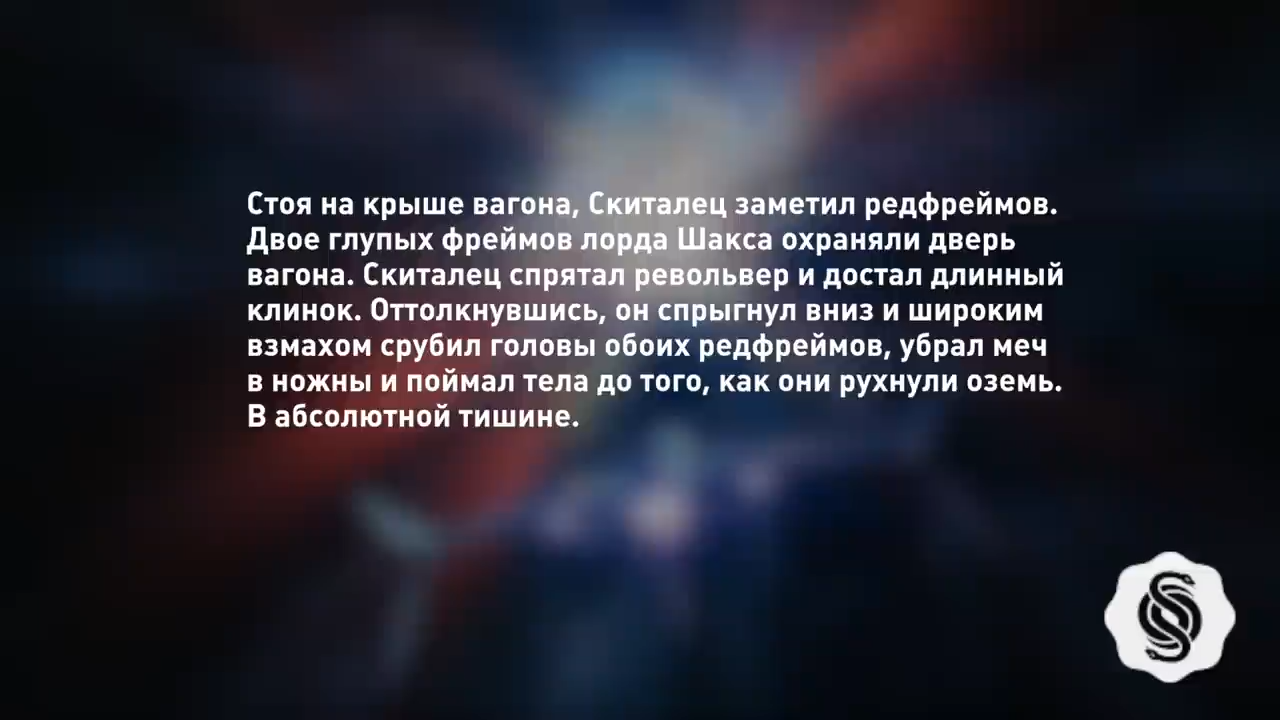 Стоя на крыше вагона, Скиталец заметил редфреймов.
Двое глупых фреймов лорда Шакса охраняли дверь
вагона. Скиталец спрятал револьвер и достал длинный
клинок. Оттолкнувшись, он спрыгнул вниз и широким
взмахом срубил головы обоих редфреймов, убрал меч
в ножны и поймал тела до того, как они рухнули оземь.
В абсолютной тишине.